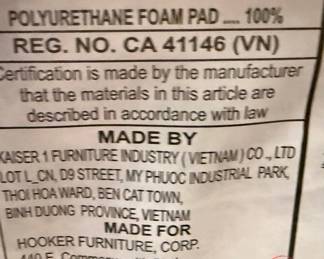 POLYURETHANE FOAM PAD .... 100%
REG. NO. CA 41146 (VN)
Certification is made by the manufacturer
that the materials in this article are
described in accordance with law
MADE BY
KAISER 1 FURNITURE INDUSTRY ( VIETNAM ) CO ., LTD
LOT L_CN, D9 STREET, MY PHUOC INDUSTRIAL PARK,
THOI HOA WARD, BEN CAT TOWN,
BINH DUONG PROVINCE, VIETNAM
MADE FOR
HOOKER FURNITURE, CORP.
440 E.